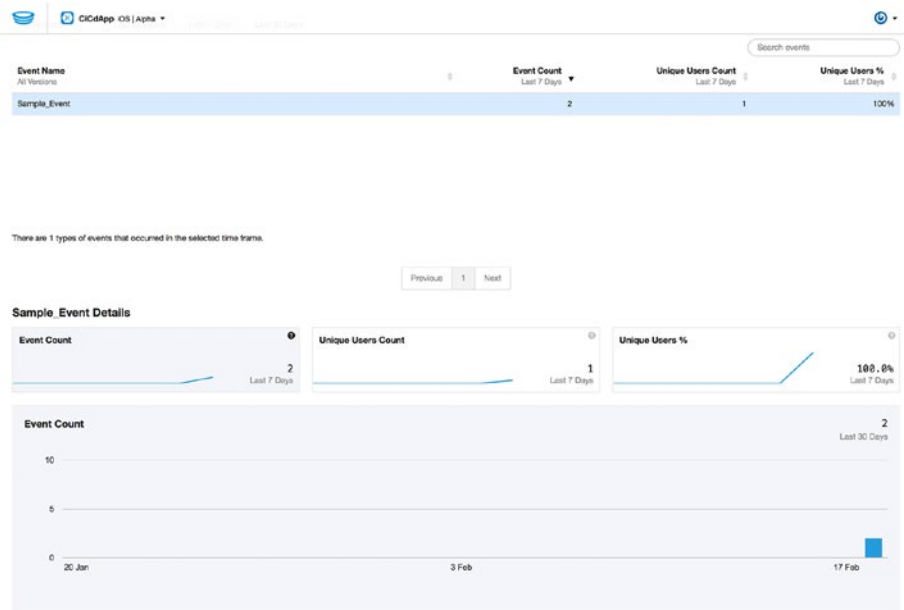 CiCdApp iOS | Alpha
Search events
Event Name Event Count Unique Users Count Unique Users %
All Versions Last 7 Days Last 7 Days Last 7 Days
Sample_Event 2 1 100%
There are 1 types of events that occurred in the selected time frame.
Previous 1 Next
Sample_Event Details
Event Count Unique Users Count Unique Users %
2 1 100.0%
Last 7 Days Last 7 Days Last 7 Days
Event Count 2
Last 30 Days
10
5
0
20 Jan 3 Feb 17 Feb